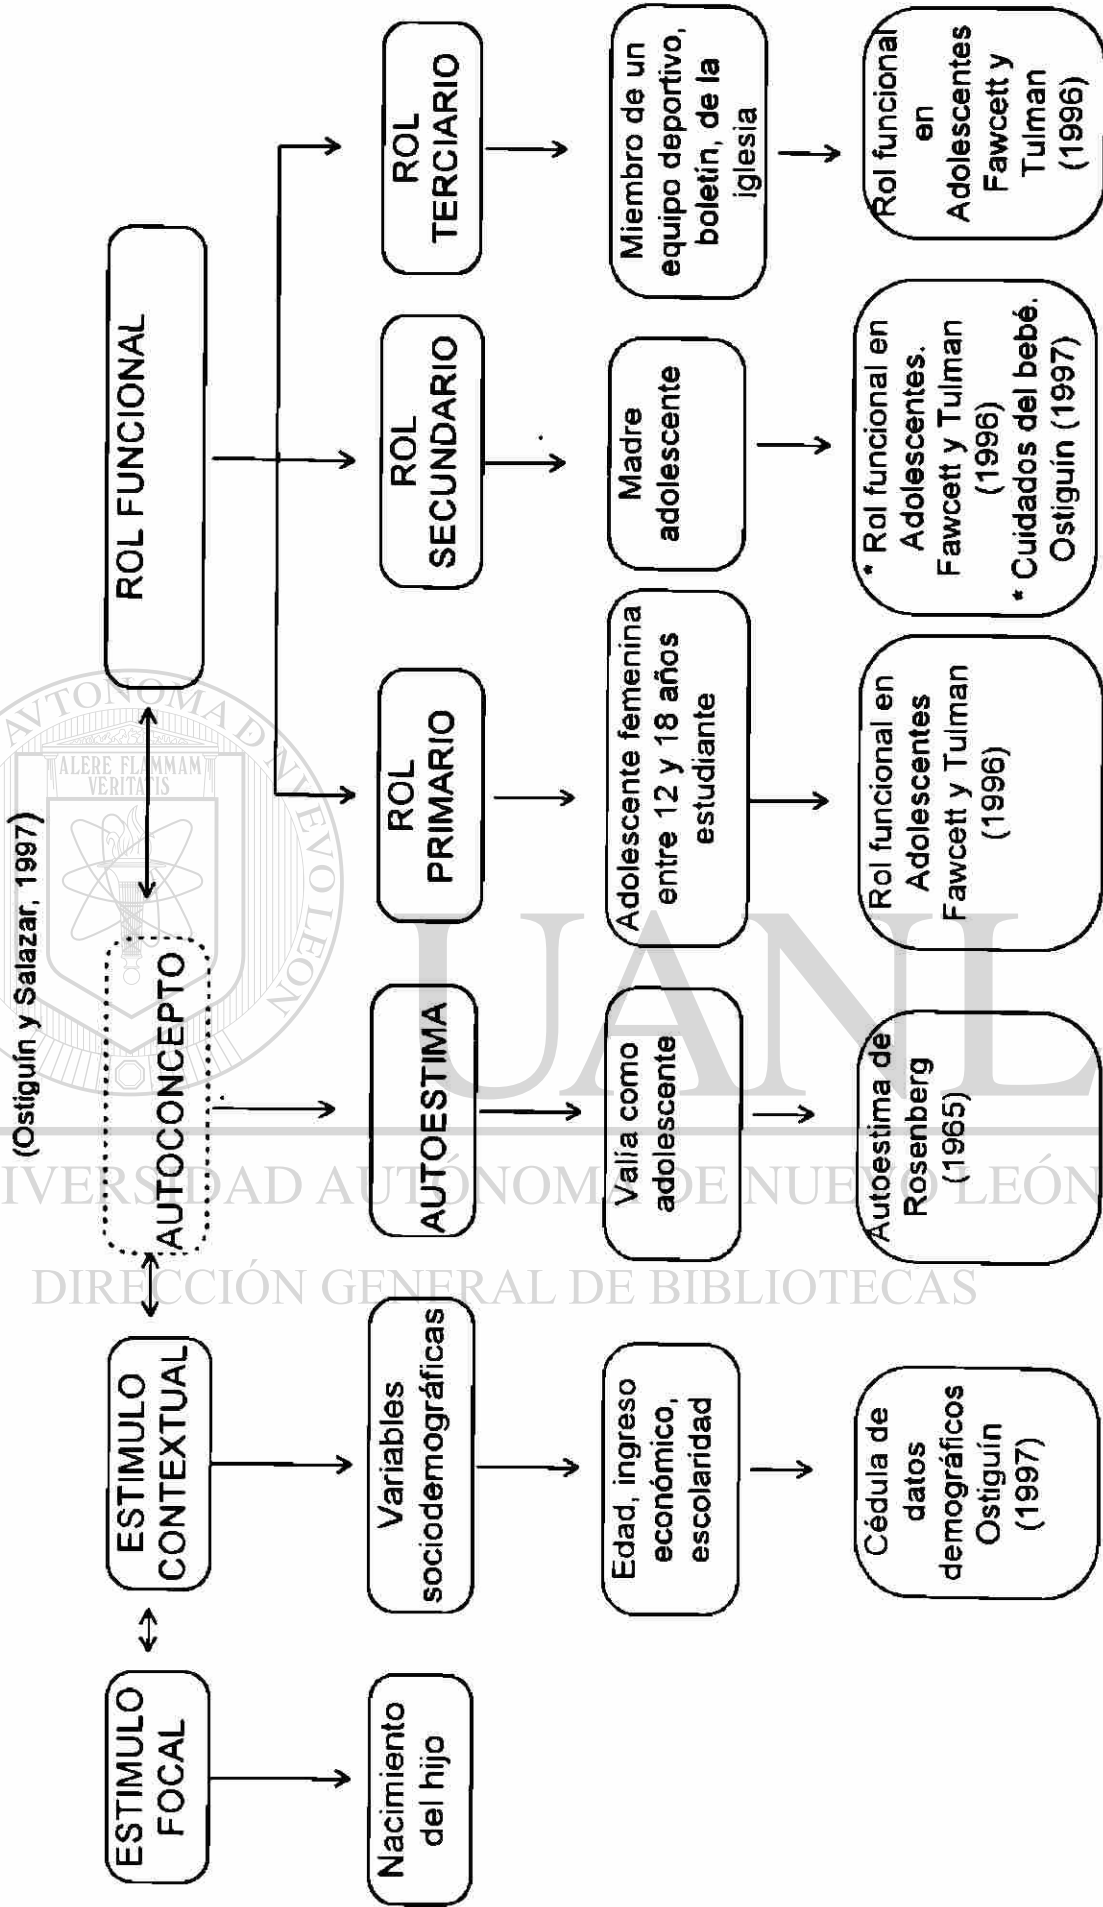 (Ostiguín y Salazar, 1997)
ESTIMULO
FOCAL
ESTIMULO
CONTEXTUAL
AUTOCONCEPTO
ROL FUNCIONAL
Nacimiento
del hijo
Variables
sociodemográficas
AUTOESTIMA
ROL
PRIMARIO
ROL
SECUNDARIO
ROL
TERCIARIO
Edad, ingreso
económico,
escolaridad
Valía como
adolescente
Adolescente femenina
entre 12 y 18 años
estudiante
Madre
adolescente
Miembro de un
equipo deportivo,
boletín, de la
iglesia
Cédula de
datos
demográficos
Ostiguín
(1997)
Autoestima de
Rosenberg
(1965)
Rol funcional en
Adolescentes
Fawcett y Tulman
(1996)
* Rol funcional en
Adolescentes.
Fawcett y Tulman
(1996)
* Cuidados del bebé.
Ostiguín (1997)
Rol funcional
en
Adolescentes
Fawcett y
Tulman
(1996)
AVTONOMA DE NVEVO LEON
ALERE FLAMMAM
VERITATIS
UANL
IVERSIDAD AUTÓNOMA DE NUEVO LEÓN
DIRECCIÓN GENERAL DE BIBLIOTECAS